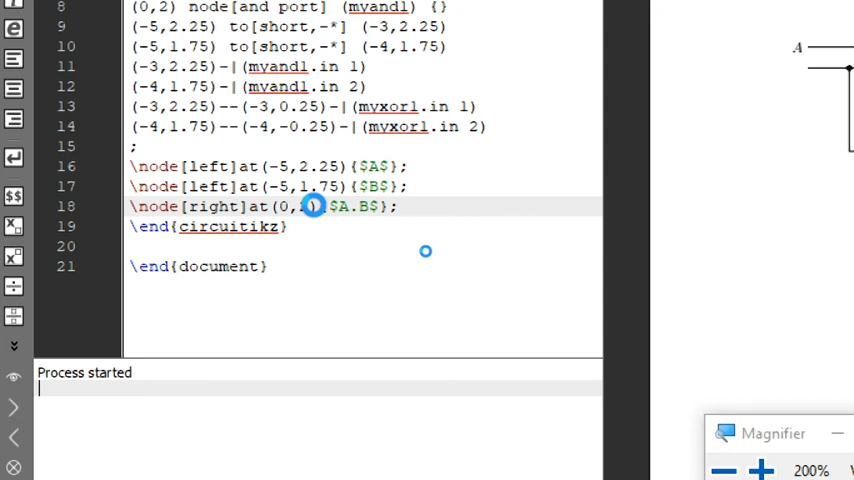 8 (0,2) node[and port] (myand1) {}
9 (-5,2.25) to[short,-*] (-3,2.25)
10 (-5,1.75) to[short,-*] (-4,1.75)
11 (-3,2.25)-|(myand1.in 1)
12 (-4,1.75)-|(myand1.in 2)
13 (-3,2.25)--(-3,0.25)-|(myxor1.in 1)
14 (-4,1.75)--(-4,-0.25)-|(myxor1.in 2)
15 ;
16 \node[left]at(-5,2.25){$A$};
17 \node[left]at(-5,1.75){$B$};
18 \node[right]at(0,2){$A.B$};
19 \end{circuitikz}
20
21 \end{document}
Process started
A
Magnifier
200%